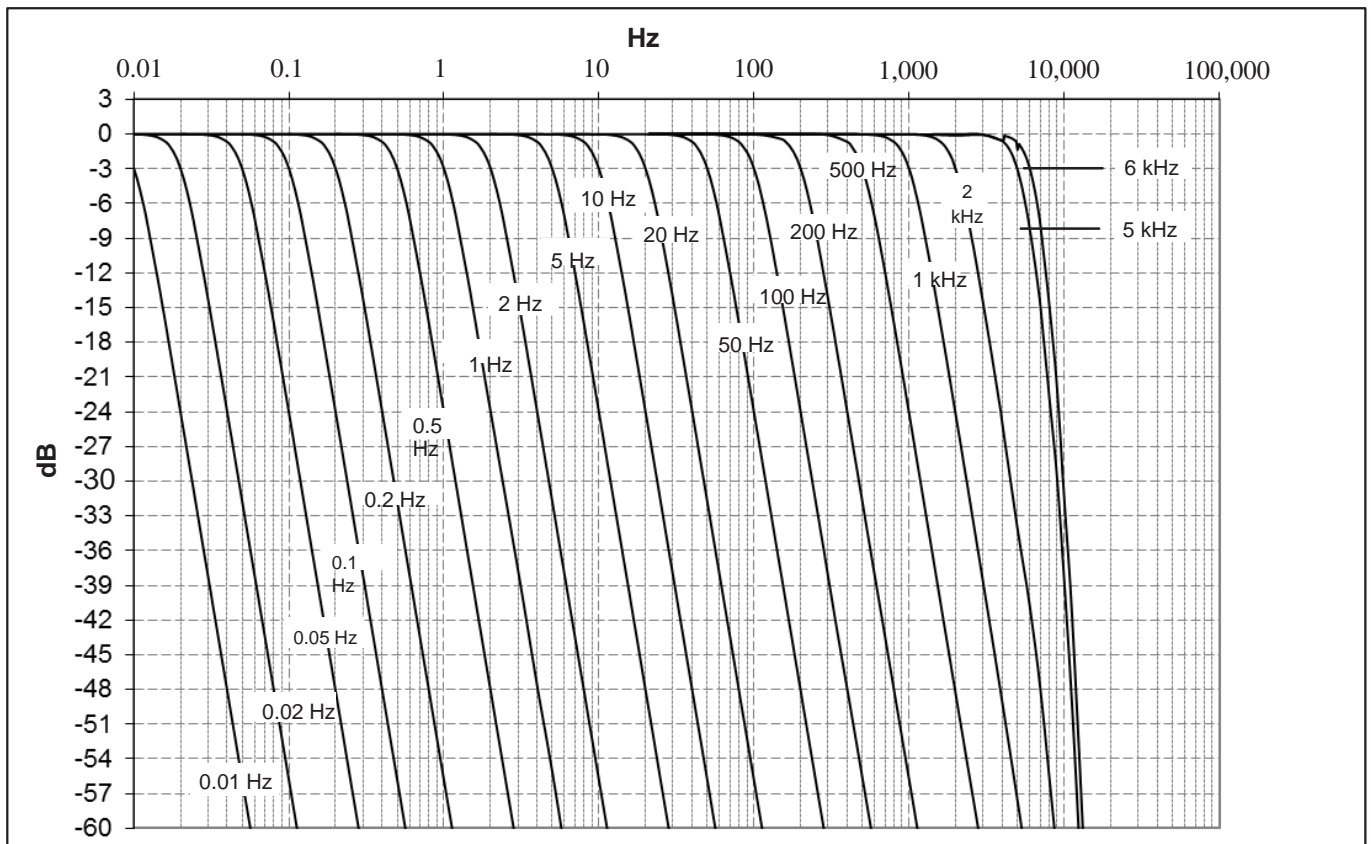 Hz
0.01 0.1 1 10 100 1,000 10,000 100,000
3
0
-3
-6
-9
-12
-15
-18
-21
-24
-27
-30
-33
-36
-39
-42
-45
-48
-51
-54
-57
-60
dB
6 kHz
5 kHz
2
kHz
1 kHz
500 Hz
200 Hz
100 Hz
50 Hz
20 Hz
10 Hz
5 Hz
2 Hz
1 Hz
0.5
Hz
0.2 Hz
0.1
Hz
0.05 Hz
0.02 Hz
0.01 Hz